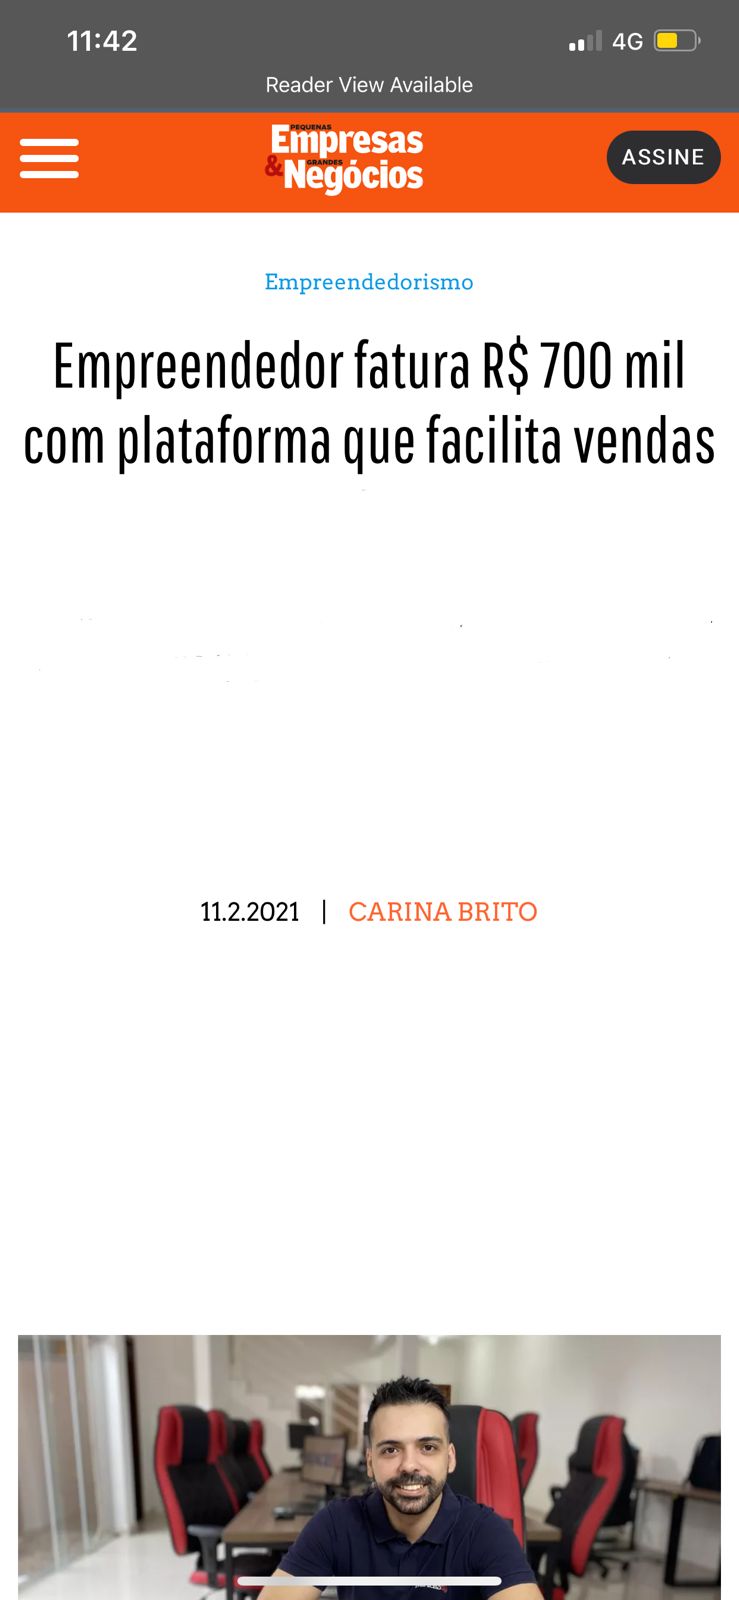 11:42
4G
Reader View Available
PEQUENAS
Empresas
& GRANDES
Negócios
ASSINE
Empreendedorismo
Empreendedor fatura R$ 700 mil
com plataforma que facilita vendas
11.2.2021 | CARINA BRITO